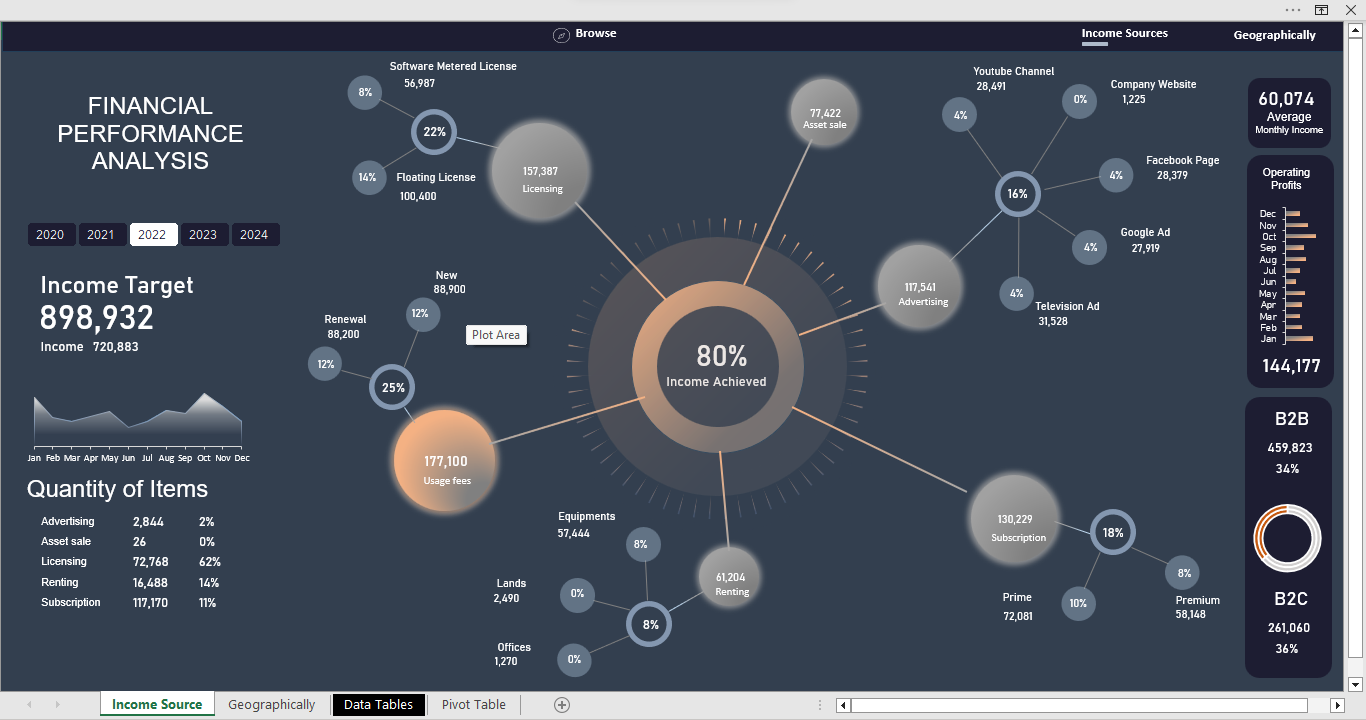 Browse
Income Sources
Geographically
FINANCIAL
PERFORMANCE
ANALYSIS
2020
2021
2022
2023
2024
Income Target
898,932
Income 720,883
Jan Feb Mar Apr May Jun Jul Aug Sep Oct Nov Dec
Quantity of Items
Advertising 2,844 2%
Asset sale 26 0%
Licensing 72,768 62%
Renting 16,488 14%
Subscription 117,170 11%
Software Metered License
56,987
8%
22%
14%
Floating License
100,400
157,387
Licensing
New
88,900
12%
Renewal
88,200
12%
25%
Plot Area
177,100
Usage fees
77,422
Asset sale
80%
Income Achieved
Youtube Channel
28,491
4%
Company Website
1,225
0%
Facebook Page
28,379
4%
16%
Google Ad
27,919
4%
Television Ad
31,528
4%
117,541
Advertising
Equipments
57,444
8%
Lands
2,490
0%
Offices
1,270
0%
8%
61,204
Renting
130,229
Subscription
18%
Prime
72,081
10%
8%
Premium
58,148
60,074
Average
Monthly Income
Operating
Profits
Dec
Nov
Oct
Sep
Aug
Jul
Jun
May
Apr
Mar
Feb
Jan
144,177
B2B
459,823
34%
B2C
261,060
36%
Income Source
Geographically
Data Tables
Pivot Table